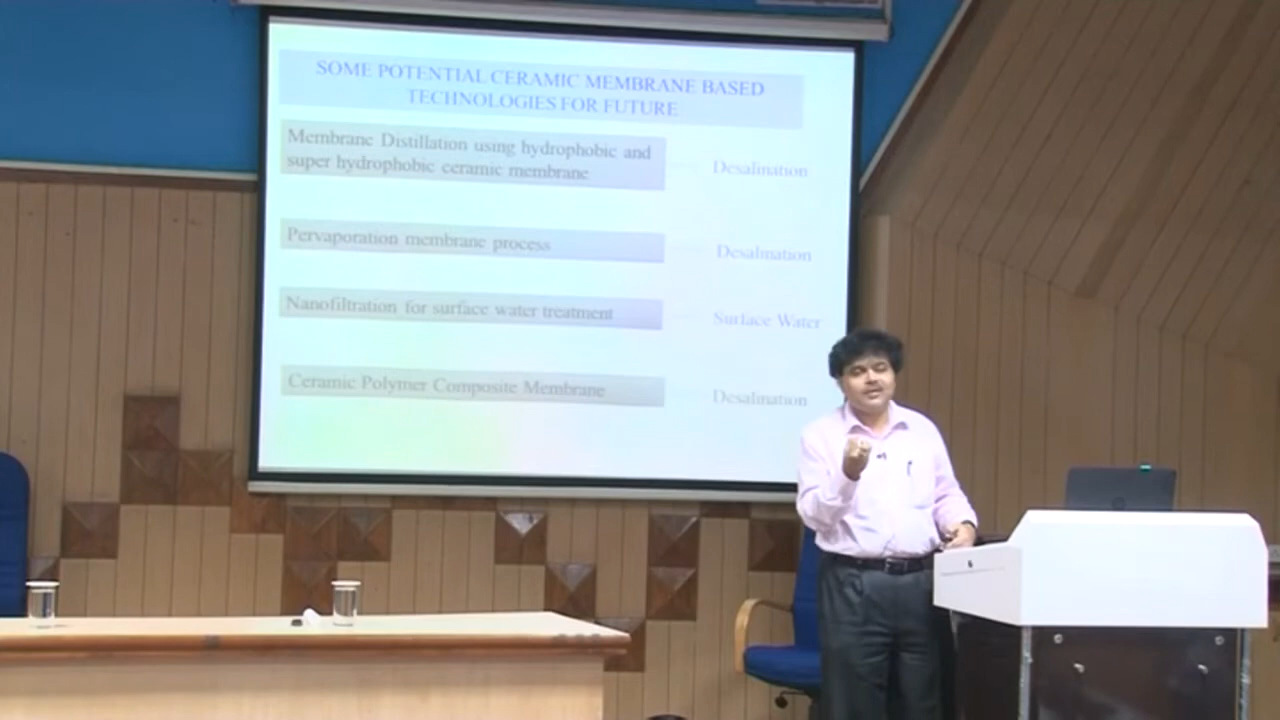 SOME POTENTIAL CERAMIC MEMBRANE BASED
TECHNOLOGIES FOR FUTURE
Membrane Distillation using hydrophobic and
super hydrophobic ceramic membrane
Desalination
Pervaporation membrane process
Desalination
Nanofiltration for surface water treatment
Surface Water
Ceramic Polymer Composite Membrane
Desalination